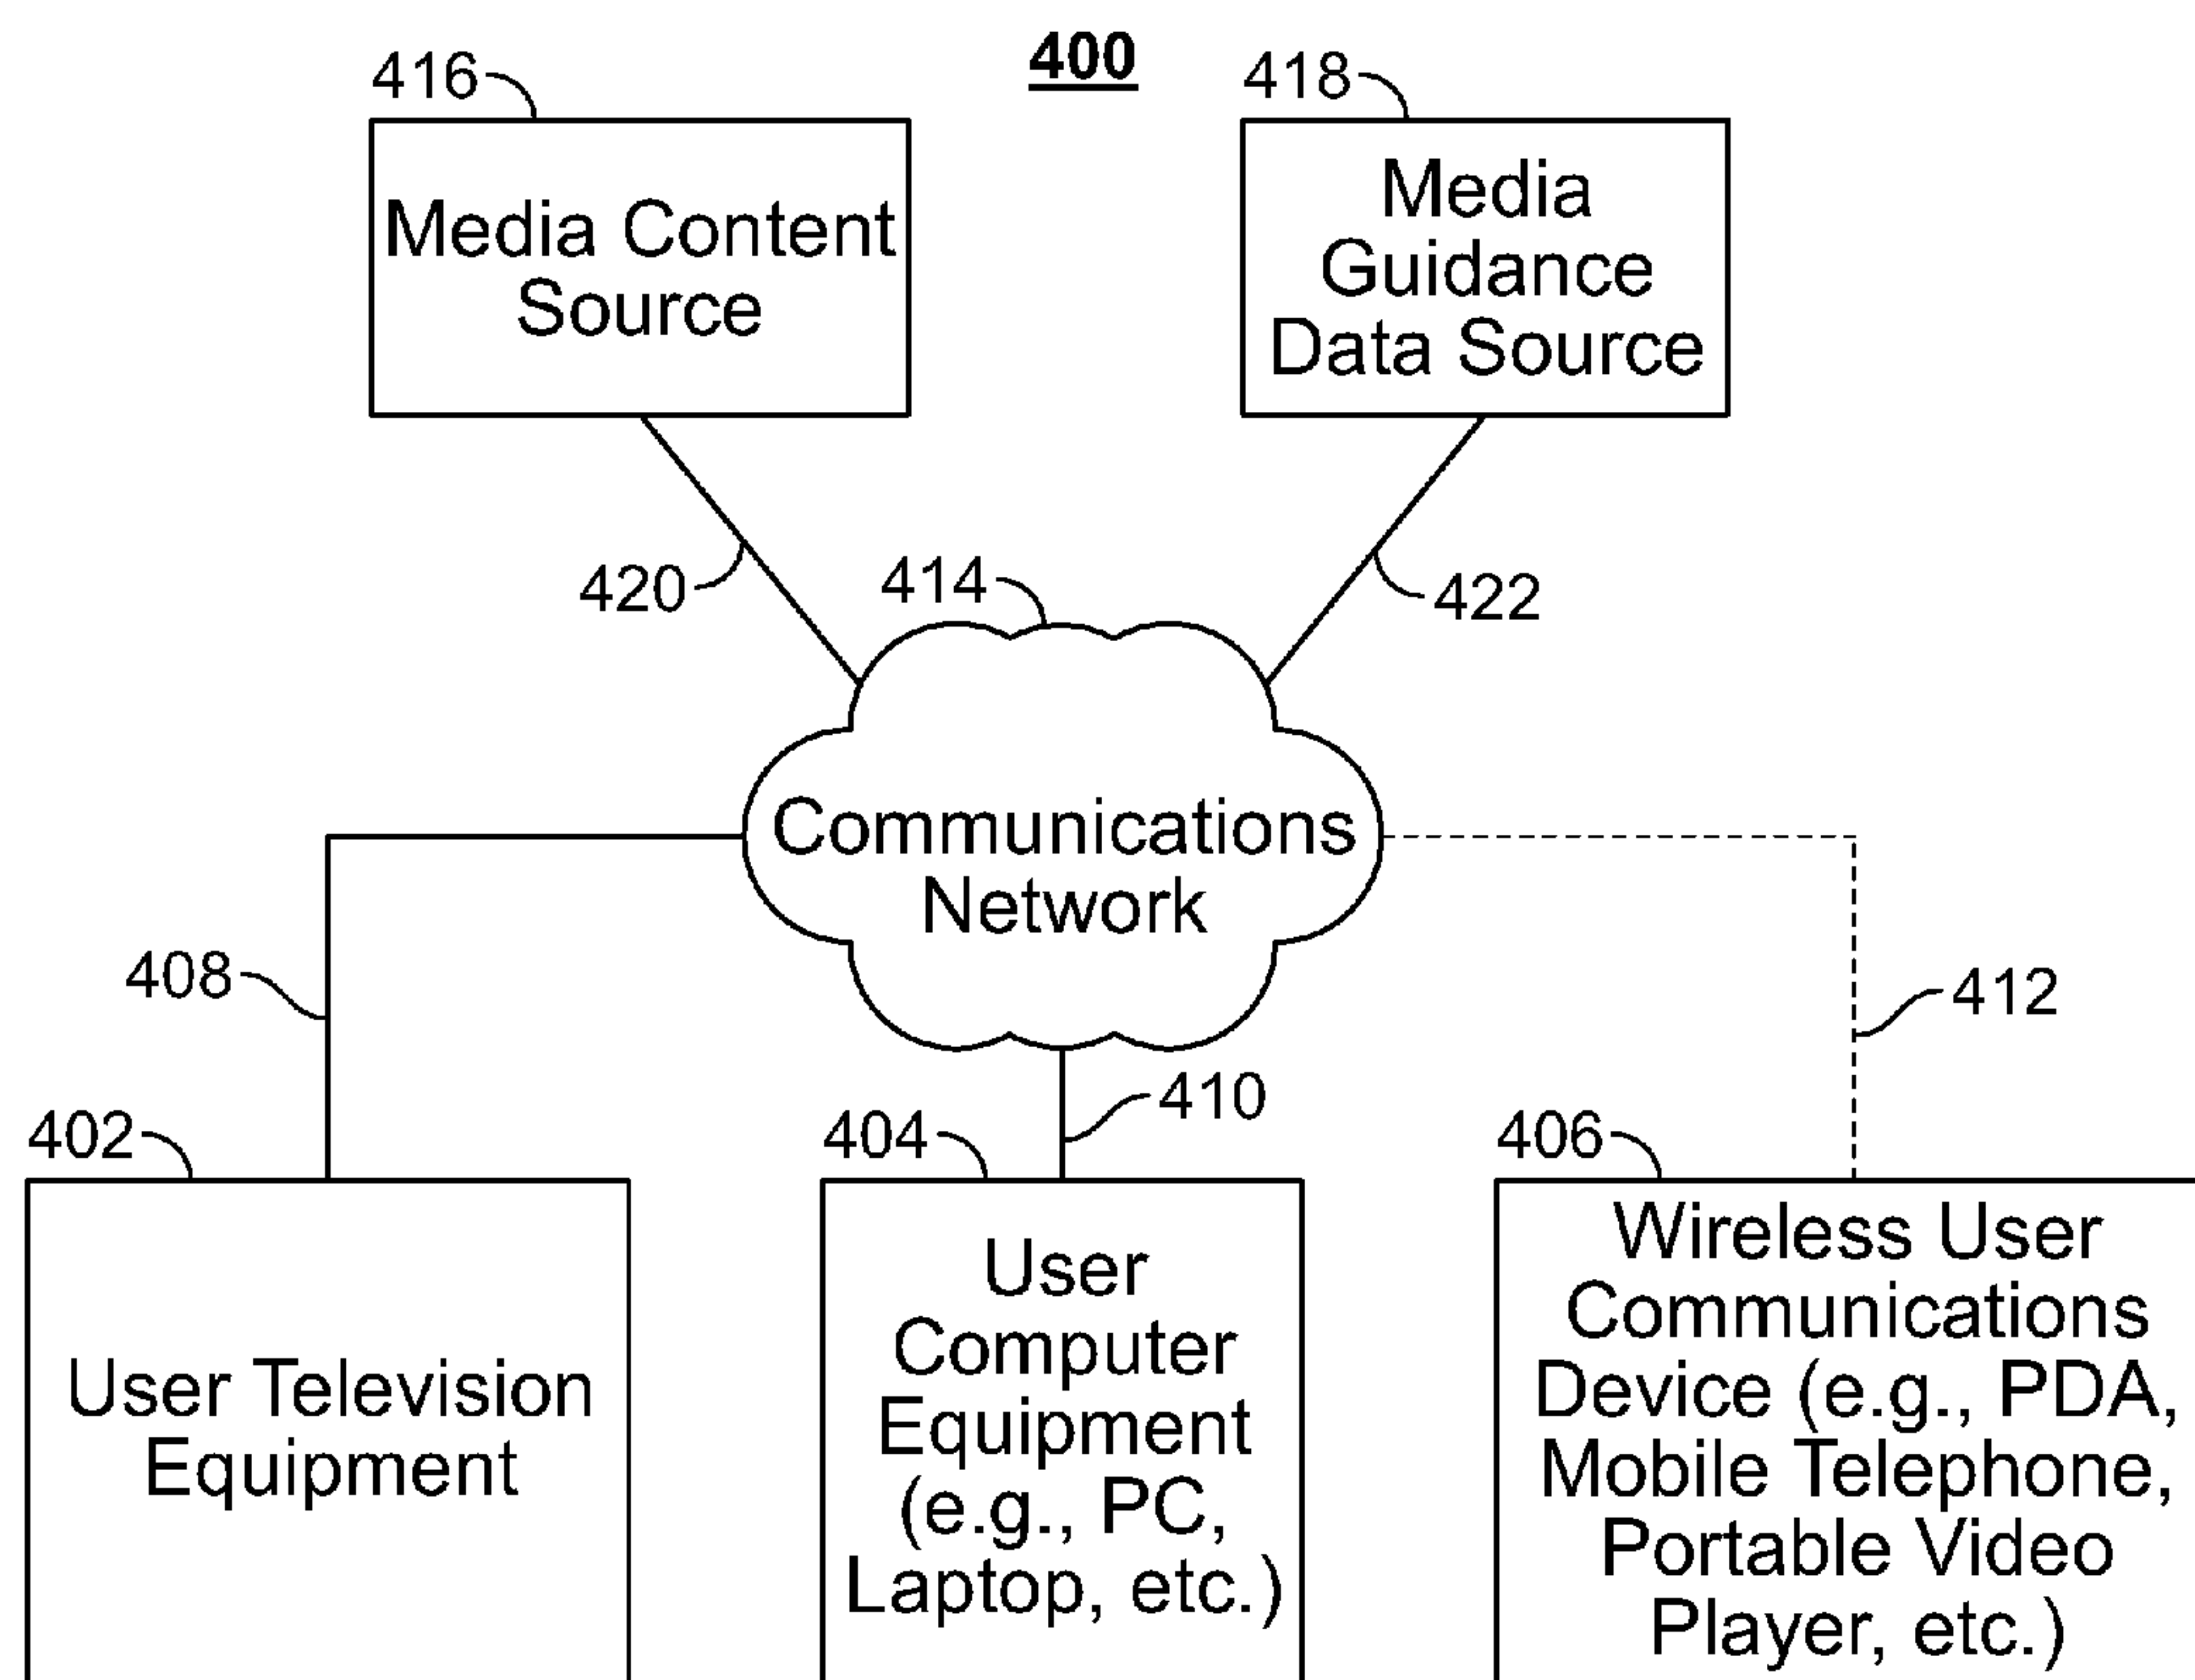 400
416
418
Media Content
Source
Media
Guidance
Data Source
420
414
422
Communications
Network
408
412
410
402
404
406
User Television
Equipment
User
Computer
Equipment
(e.g., PC,
Laptop, etc.)
Wireless User
Communications
Device (e.g., PDA,
Mobile Telephone,
Portable Video
Player, etc.)